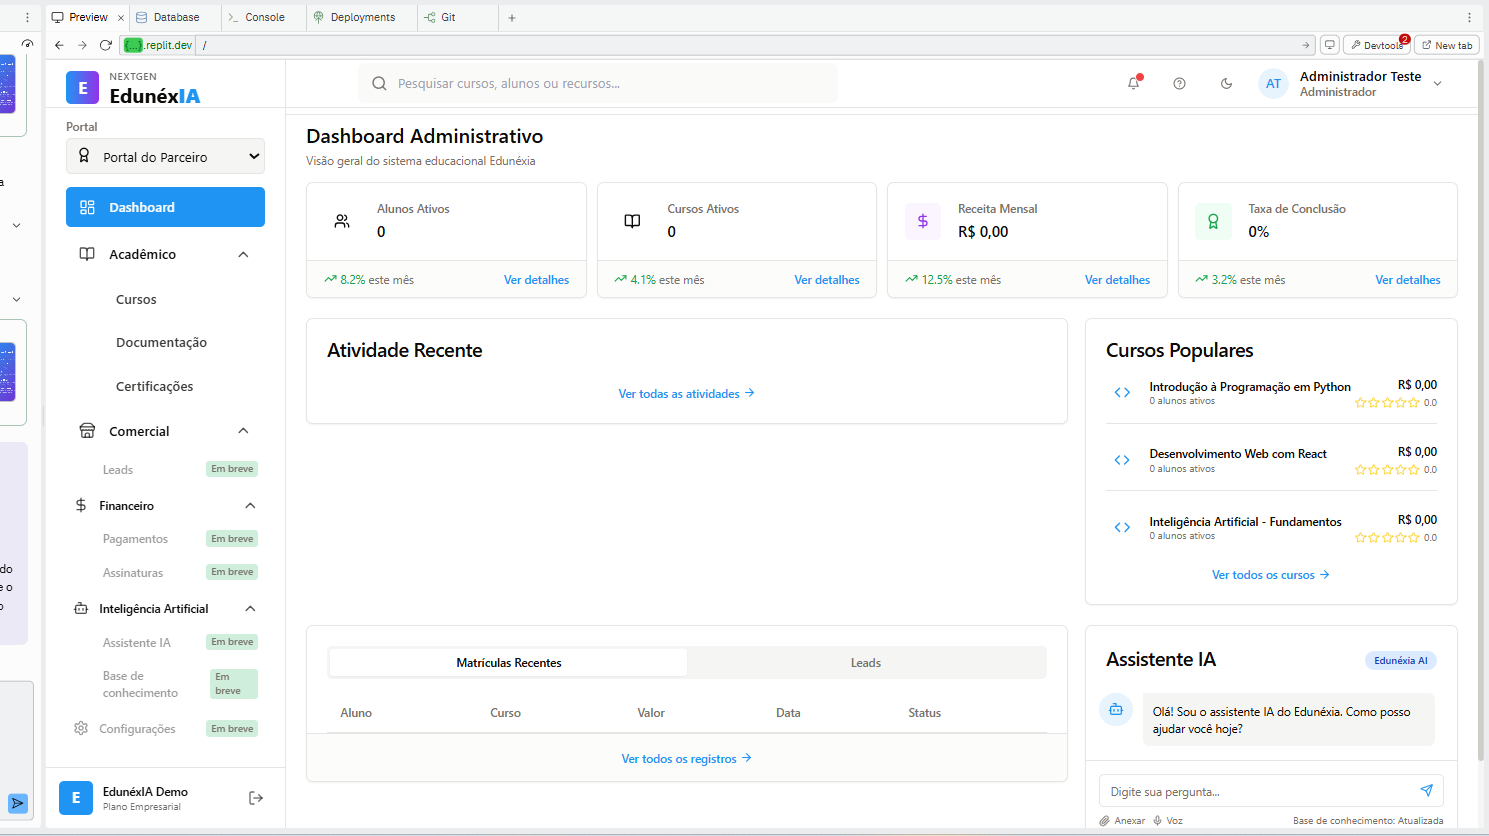 Preview
Database
Console
Deployments
Git
{...}.replit.dev
/
Devtools
2
New tab
E
NEXTGEN
EdunéxIA
Pesquisar cursos, alunos ou recursos...
AT
Administrador Teste
Administrador
Portal
Portal do Parceiro
Dashboard
Acadêmico
Cursos
Documentação
Certificações
Comercial
Leads
Em breve
Financeiro
Pagamentos
Em breve
Assinaturas
Em breve
Inteligência Artificial
Assistente IA
Em breve
Base de
conhecimento
Em
breve
Configurações
Em breve
E
EdunéxIA Demo
Plano Empresarial
Dashboard Administrativo
Visão geral do sistema educacional Edunéxia
Alunos Ativos
0
8.2% este mês
Ver detalhes
Cursos Ativos
0
4.1% este mês
Ver detalhes
Receita Mensal
R$ 0,00
12.5% este mês
Ver detalhes
Taxa de Conclusão
0%
3.2% este mês
Ver detalhes
Atividade Recente
Ver todas as atividades
Cursos Populares
Introdução à Programação em Python
0 alunos ativos
R$ 0,00
0.0
Desenvolvimento Web com React
0 alunos ativos
R$ 0,00
0.0
Inteligência Artificial - Fundamentos
0 alunos ativos
R$ 0,00
0.0
Ver todos os cursos
Matrículas Recentes
Leads
Aluno
Curso
Valor
Data
Status
Ver todos os registros
Assistente IA
Edunéxia AI
Olá! Sou o assistente IA do Edunéxia. Como posso
ajudar você hoje?
Digite sua pergunta...
Anexar
Voz
Base de conhecimento: Atualizada